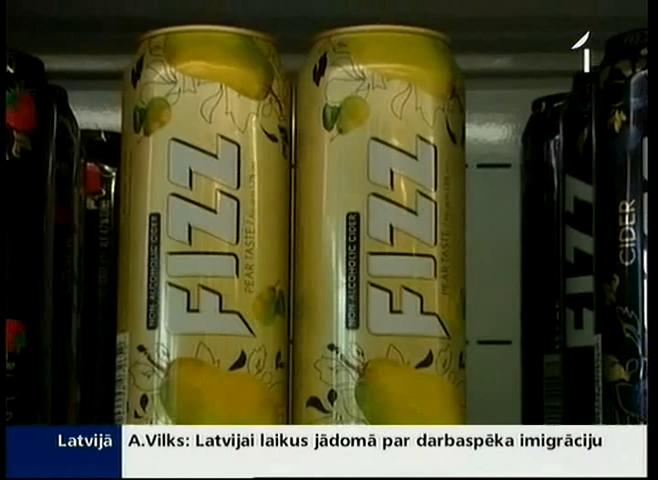 1
FIZZ
NON-ALCOHOLIC CIDER
PEAR TASTE
FIZZ
NON-ALCOHOLIC CIDER
PEAR TASTE
FIZZ
CIDER
Latvijā
A.Vilks: Latvijai laikus jādomā par darbaspēka imigrāciju